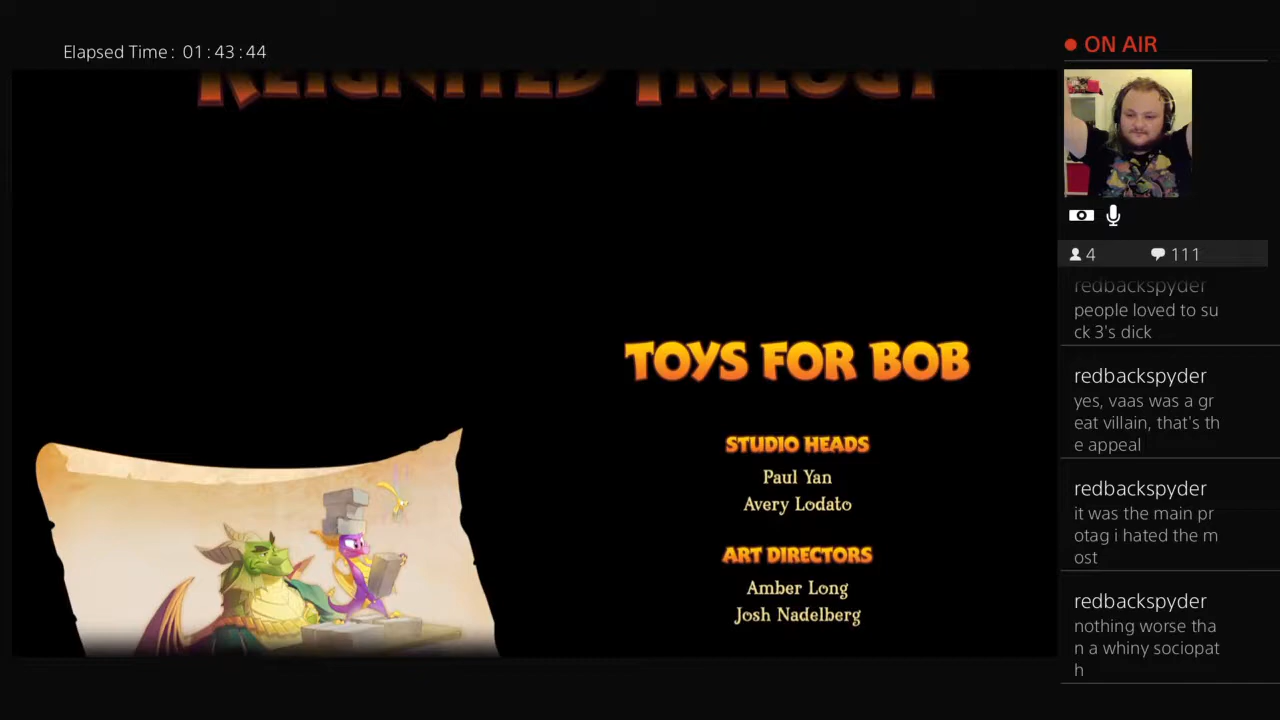 Elapsed Time: 01:43:44
ON AIR
REIGNITED TRILOGY
4
111
redbackspyder
people loved to su
ck 3's dick
TOYS FOR BOB
redbackspyder
yes, vaas was a gr
eat villain, that's th
e appeal
STUDIO HEADS
Paul Yan
Avery Lodato
redbackspyder
it was the main pr
otag i hated the m
ost
ART DIRECTORS
Amber Long
Josh Nadelberg
redbackspyder
nothing worse tha
n a whiny sociopat
h